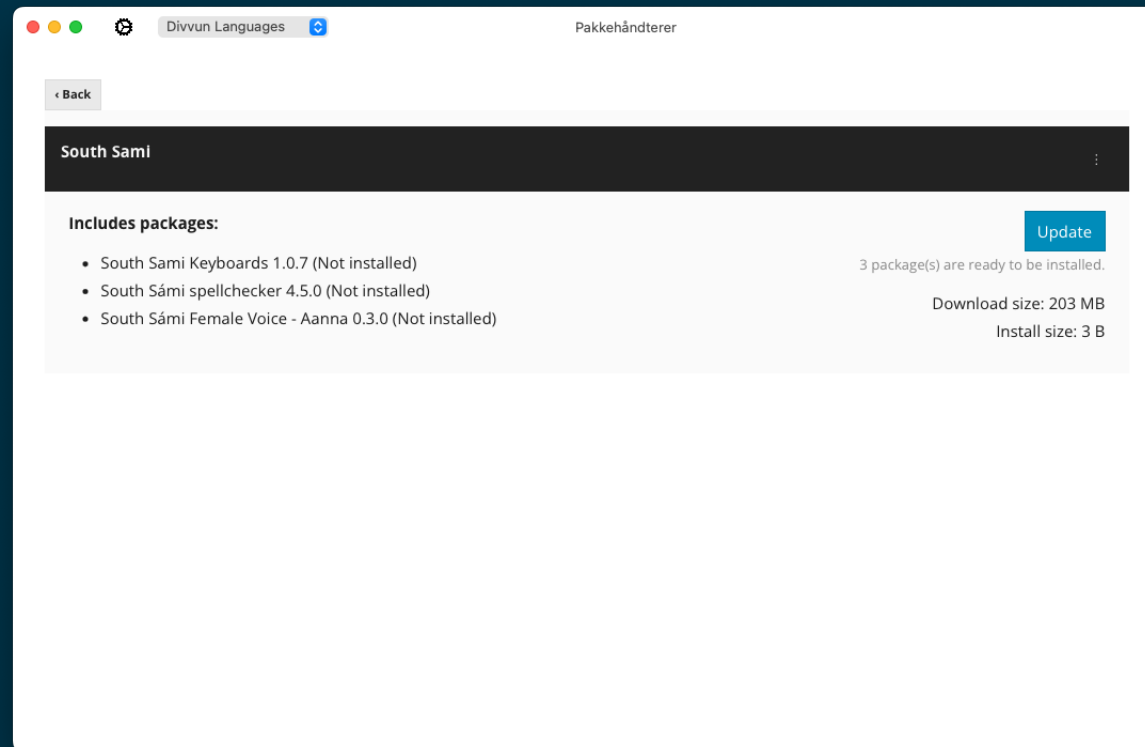 Divvun Languages
Pakkehåndterer
‹ Back
South Sami
Includes packages:
• South Sami Keyboards 1.0.7 (Not installed)
• South Sámi spellchecker 4.5.0 (Not installed)
• South Sámi Female Voice - Aanna 0.3.0 (Not installed)
Update
3 package(s) are ready to be installed.
Download size: 203 MB
Install size: 3 B